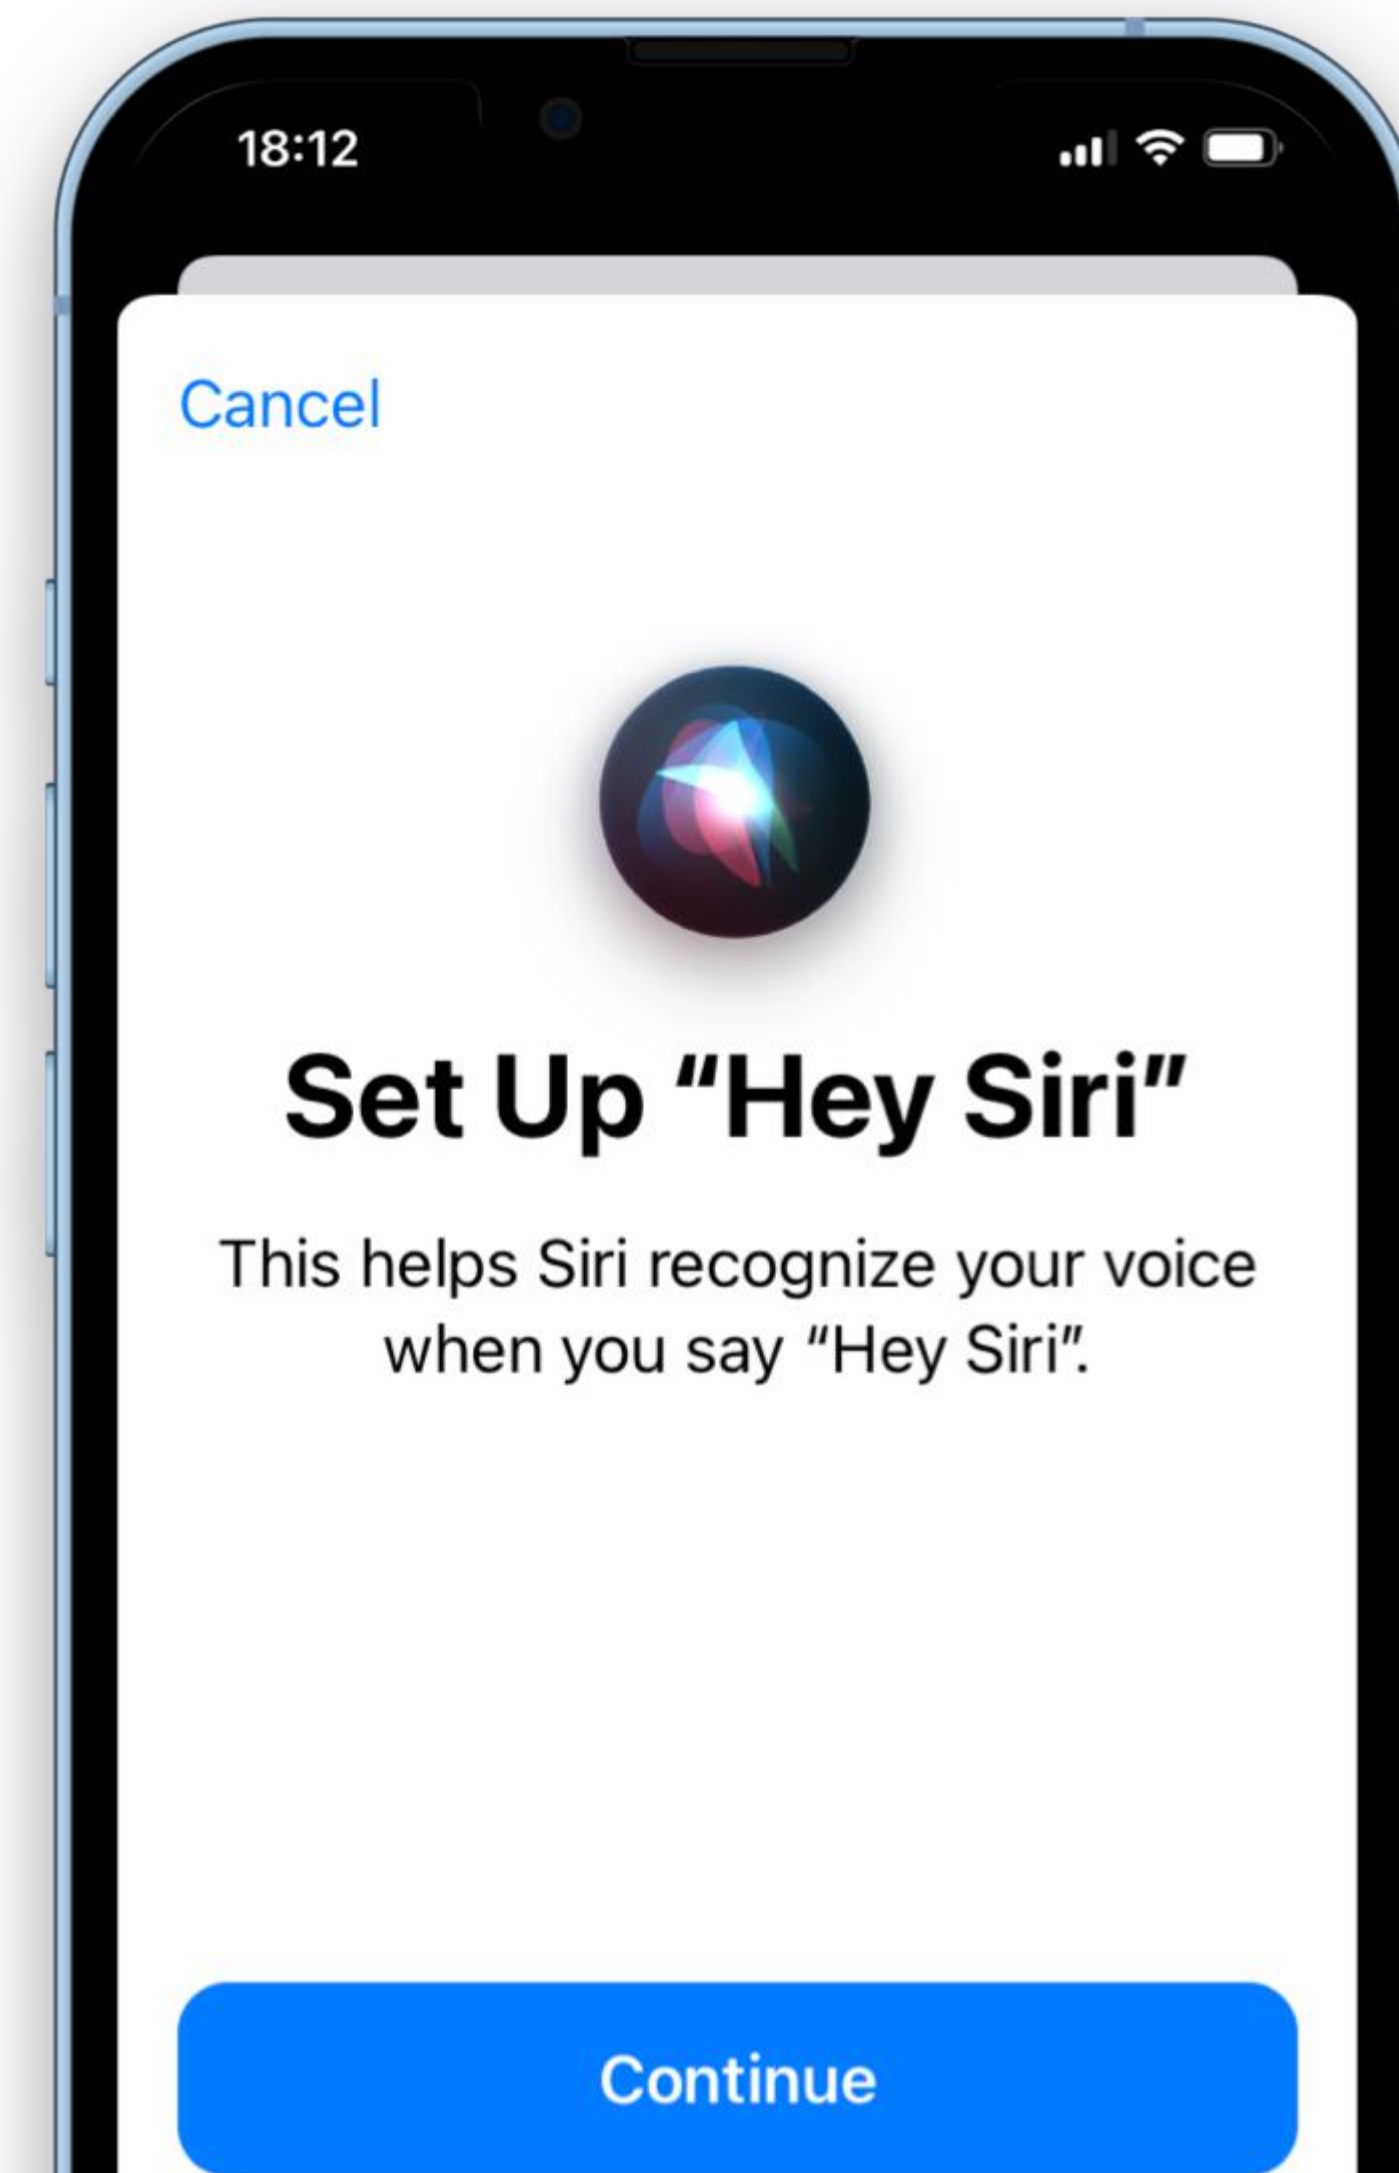 18:12
Cancel
Set Up “Hey Siri”
This helps Siri recognize your voice
when you say “Hey Siri”.
Continue